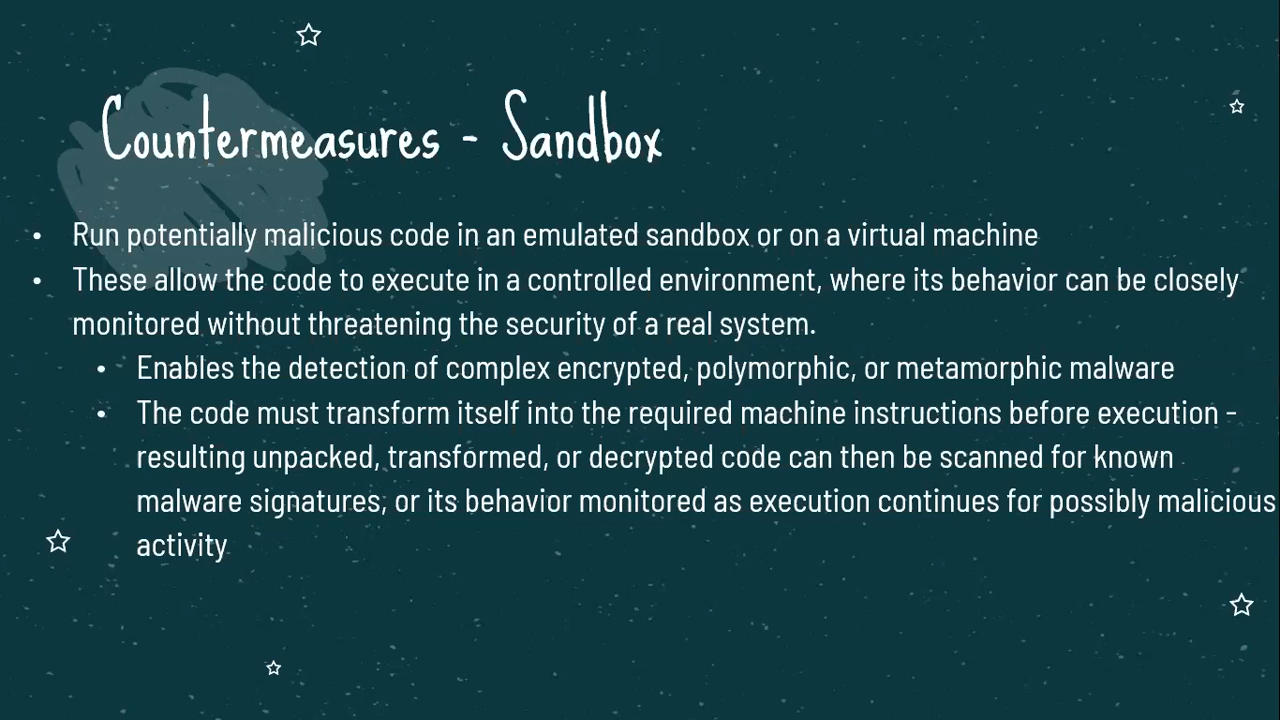 Countermeasures - Sandbox
• Run potentially malicious code in an emulated sandbox or on a virtual machine
• These allow the code to execute in a controlled environment, where its behavior can be closely
monitored without threatening the security of a real system.
• Enables the detection of complex encrypted, polymorphic, or metamorphic malware
• The code must transform itself into the required machine instructions before execution -
resulting unpacked, transformed, or decrypted code can then be scanned for known
malware signatures, or its behavior monitored as execution continues for possibly malicious
activity